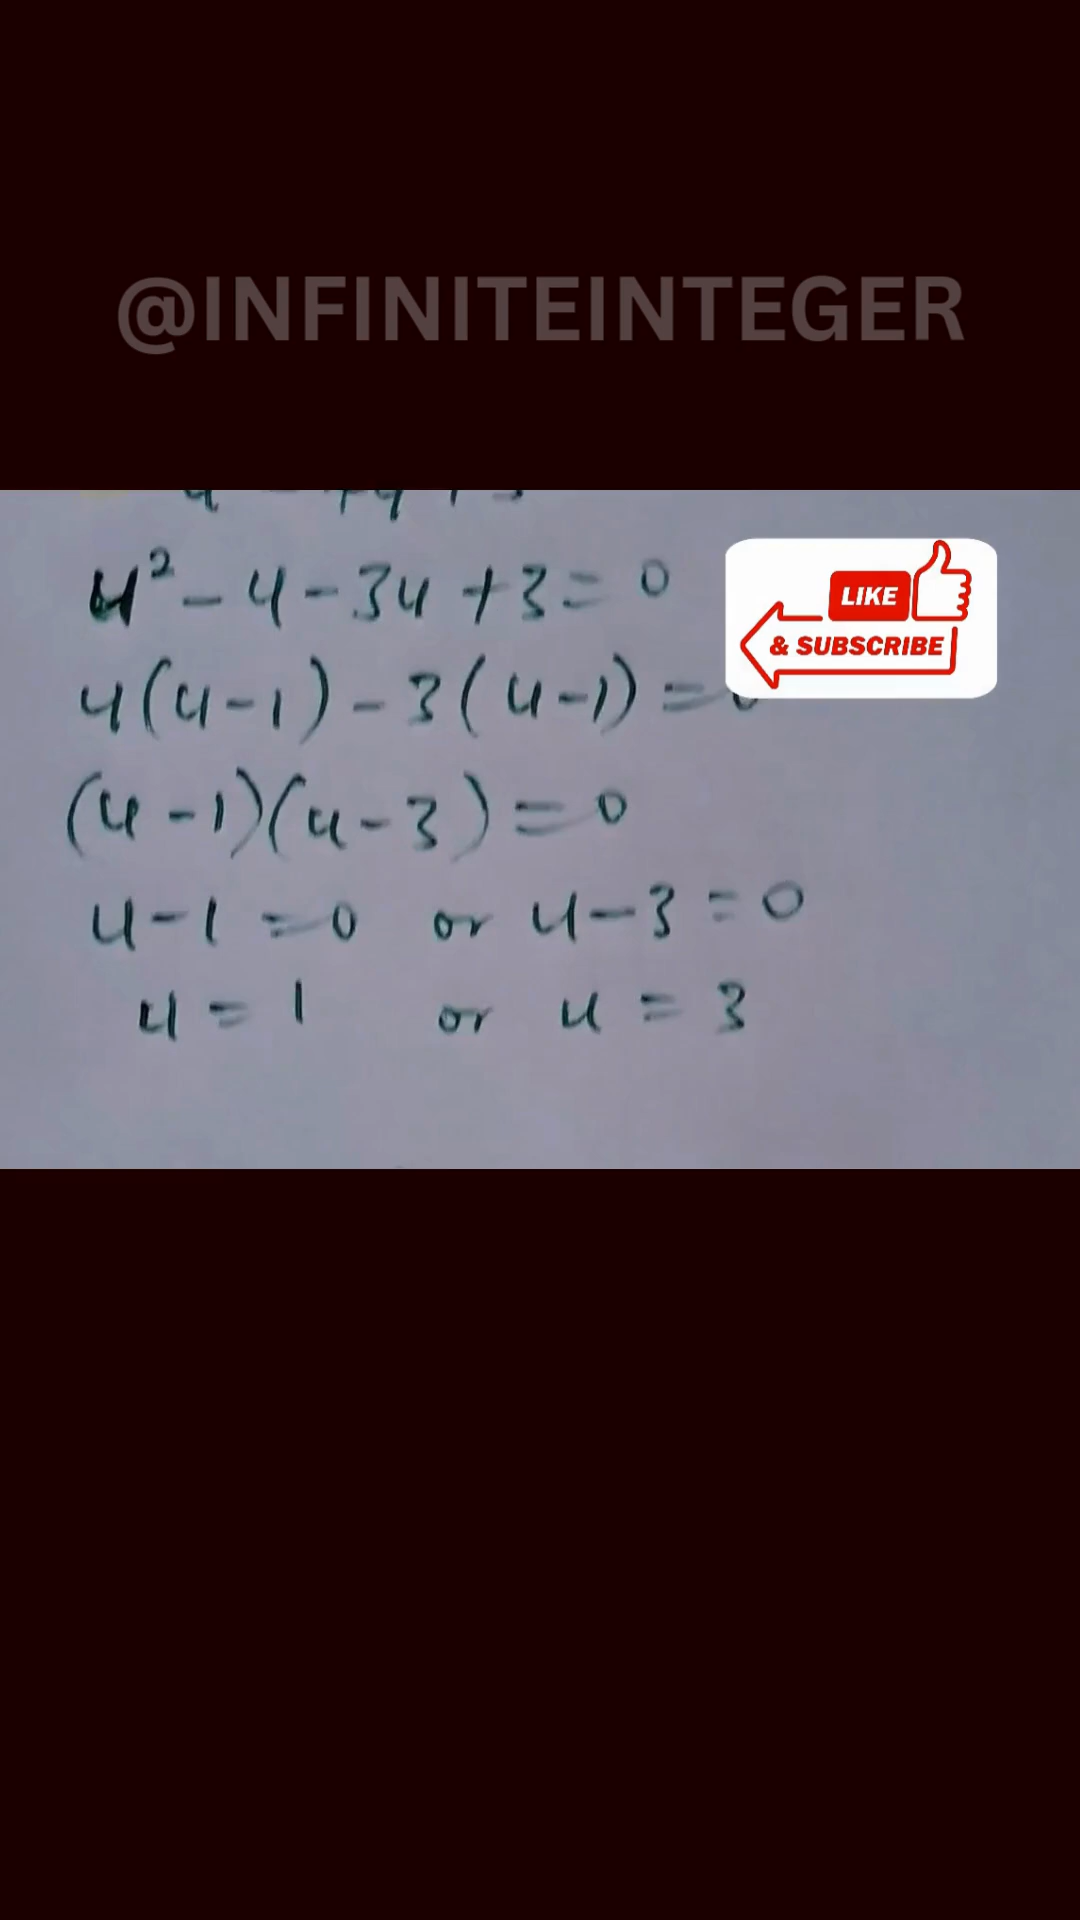 @INFINITEINTEGER
u² - u - 3u + 3 = 0
LIKE
& SUBSCRIBE
u(u-1) - 3(u-1) = 0
(u-1)(u-3) = 0
u-1 = 0 or u-3 = 0
u = 1 or u = 3